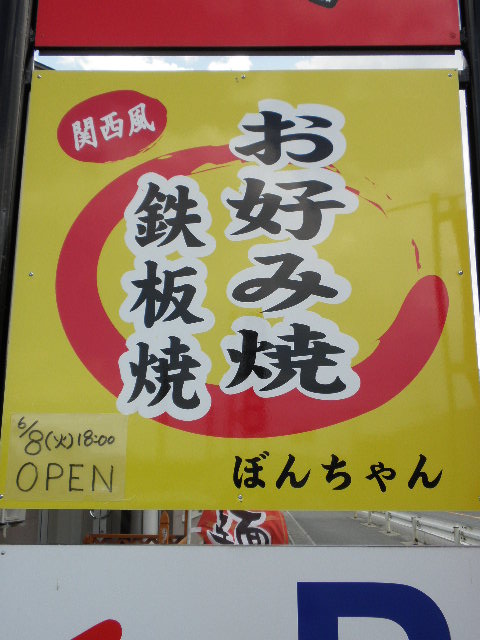 関西風
お好み焼
鉄板焼
6/8(火)18:00
OPEN
ぼんちゃん